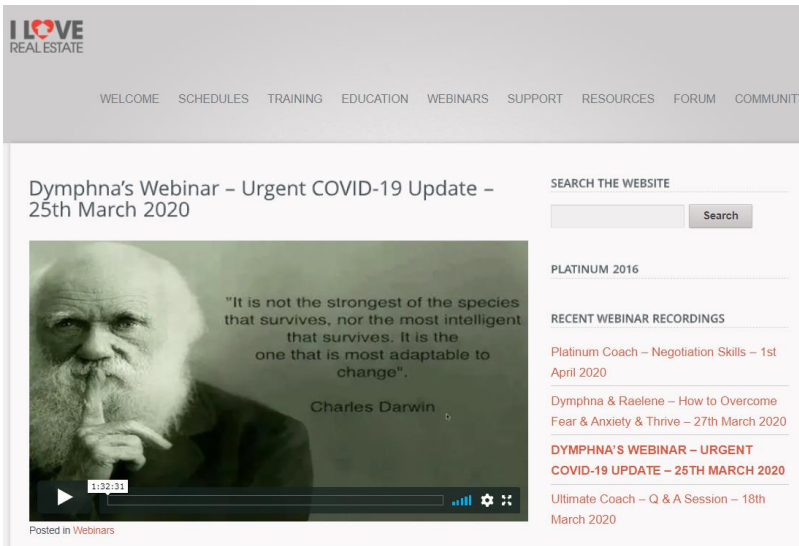 I LOVE
REAL ESTATE
WELCOME SCHEDULES TRAINING EDUCATION WEBINARS SUPPORT RESOURCES FORUM COMMUNIT
Dymphna's Webinar – Urgent COVID-19 Update –
25th March 2020
"It is not the strongest of the species
that survives, nor the most intelligent
that survives. It is the
one that is most adaptable to
change".
Charles Darwin
1:32:31
Posted in Webinars
SEARCH THE WEBSITE
Search
PLATINUM 2016
RECENT WEBINAR RECORDINGS
Platinum Coach – Negotiation Skills – 1st
April 2020
Dymphna & Raelene – How to Overcome
Fear & Anxiety & Thrive – 27th March 2020
DYMPHNA'S WEBINAR – URGENT
COVID-19 UPDATE – 25TH MARCH 2020
Ultimate Coach – Q & A Session – 18th
March 2020